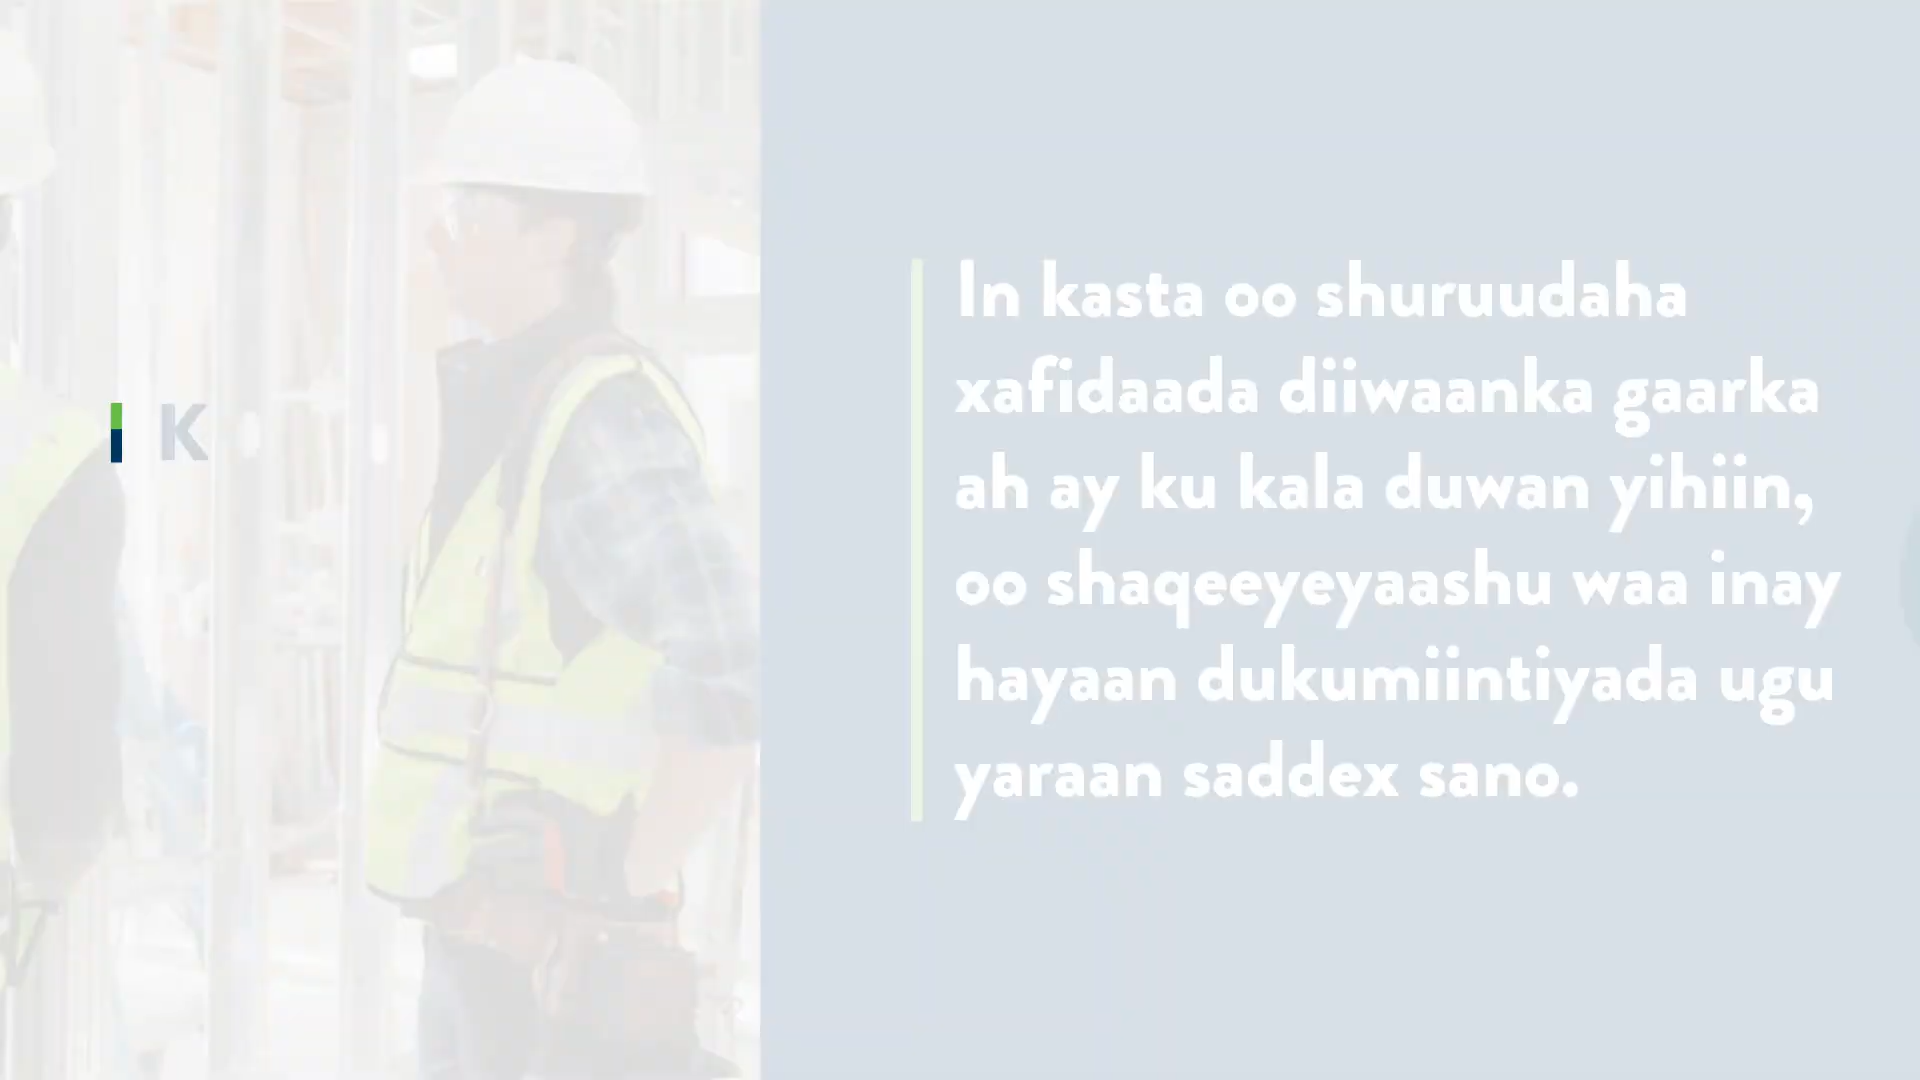 K
In kasta oo shuruudaha
xafidaada diiwaanka gaarka
ah ay ku kala duwan yihiin,
oo shaqeeyeyaashu waa inay
hayaan dukumiintiyada ugu
yaraan saddex sano.